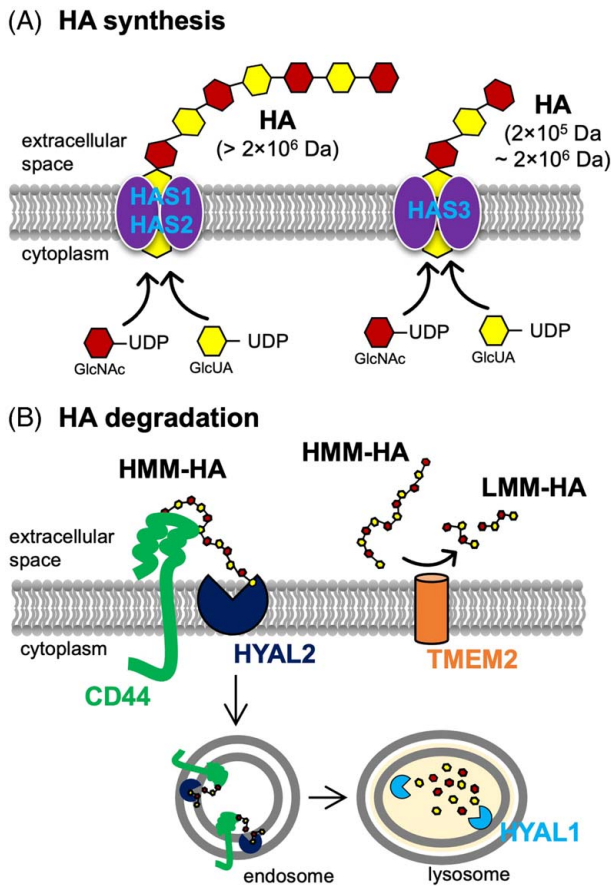 (A) HA synthesis
HA
(> 2×10⁶ Da)
HA
(2×10⁵ Da
~ 2×10⁶ Da)
extracellular
space
HAS1
HAS2
HAS3
cytoplasm
UDP
GlcNAc
UDP
GlcUA
UDP
GlcNAc
UDP
GlcUA
(B) HA degradation
HMM-HA
HMM-HA
LMM-HA
extracellular
space
cytoplasm
HYAL2
TMEM2
CD44
HYAL1
endosome
lysosome